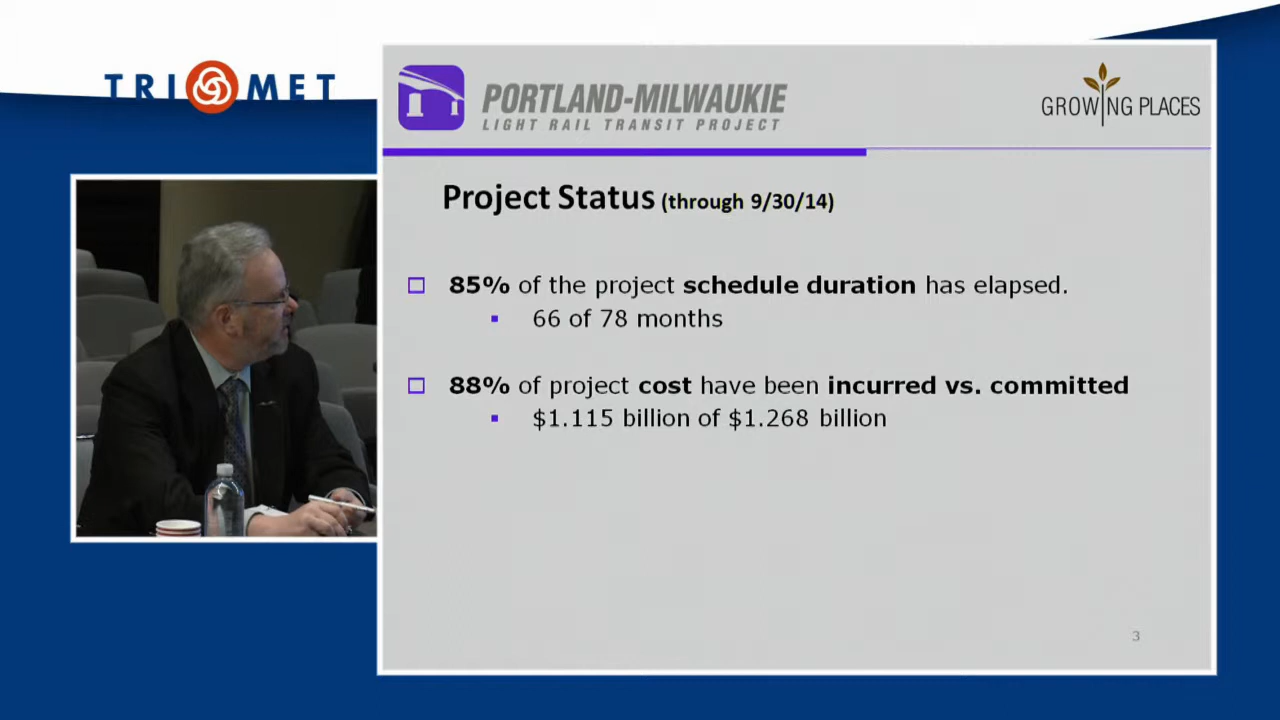 TRI MET
PORTLAND-MILWAUKIE
LIGHT RAIL TRANSIT PROJECT
GROWING PLACES
Project Status (through 9/30/14)
85% of the project schedule duration has elapsed.
66 of 78 months
88% of project cost have been incurred vs. committed
$1.115 billion of $1.268 billion
3